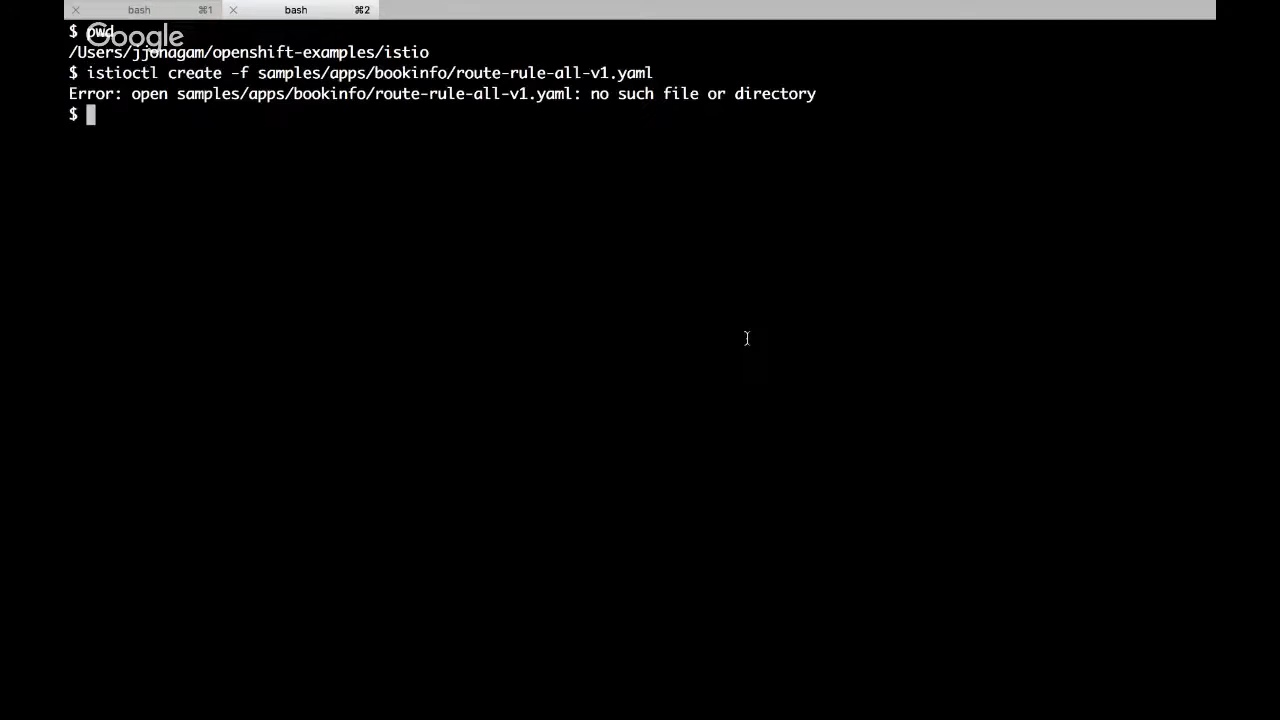 bash ⌘1 bash ⌘2
$ pwd
Google
/Users/jjonagam/openshift-examples/istio
$ istioctl create -f samples/apps/bookinfo/route-rule-all-v1.yaml
Error: open samples/apps/bookinfo/route-rule-all-v1.yaml: no such file or directory
$